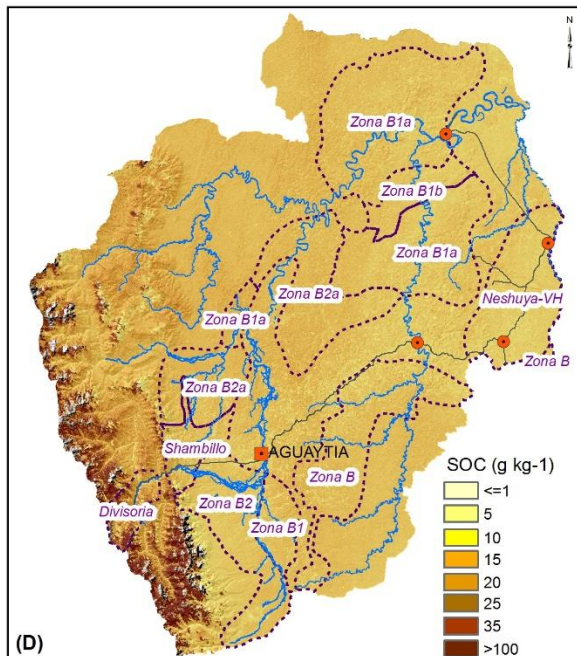 N
Zona B1a
Zona B1b
Zona B1a
Neshuya-VH
Zona B2a
Zona B1a
Zona B
Zona B2a
Shambillo
AGUAYTIA
Zona B
Zona B2
Zona B1
Divisoria
SOC (g kg-1)
<=1
5
10
15
20
25
35
>100
(D)